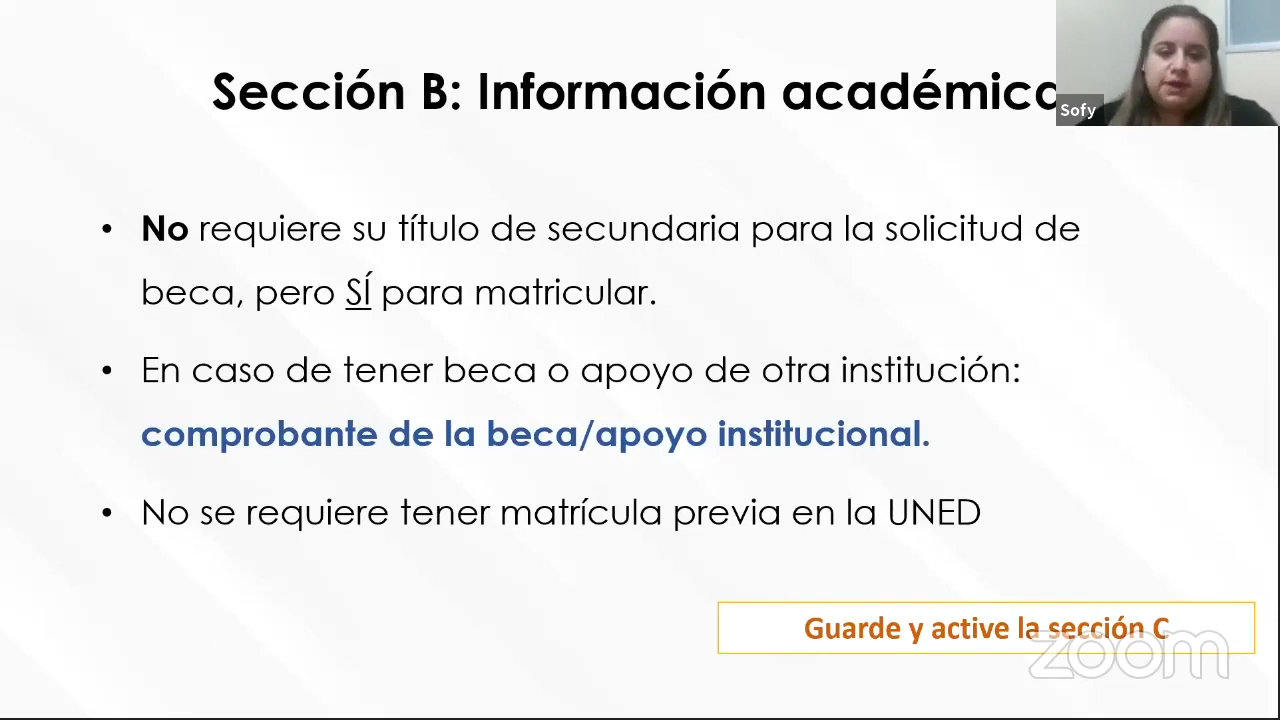 Sección B: Información académica
Sofy
• No requiere su título de secundaria para la solicitud de
beca, pero SÍ para matricular.
• En caso de tener beca o apoyo de otra institución:
comprobante de la beca/apoyo institucional.
• No se requiere tener matrícula previa en la UNED
Guarde y active la sección C
zoom